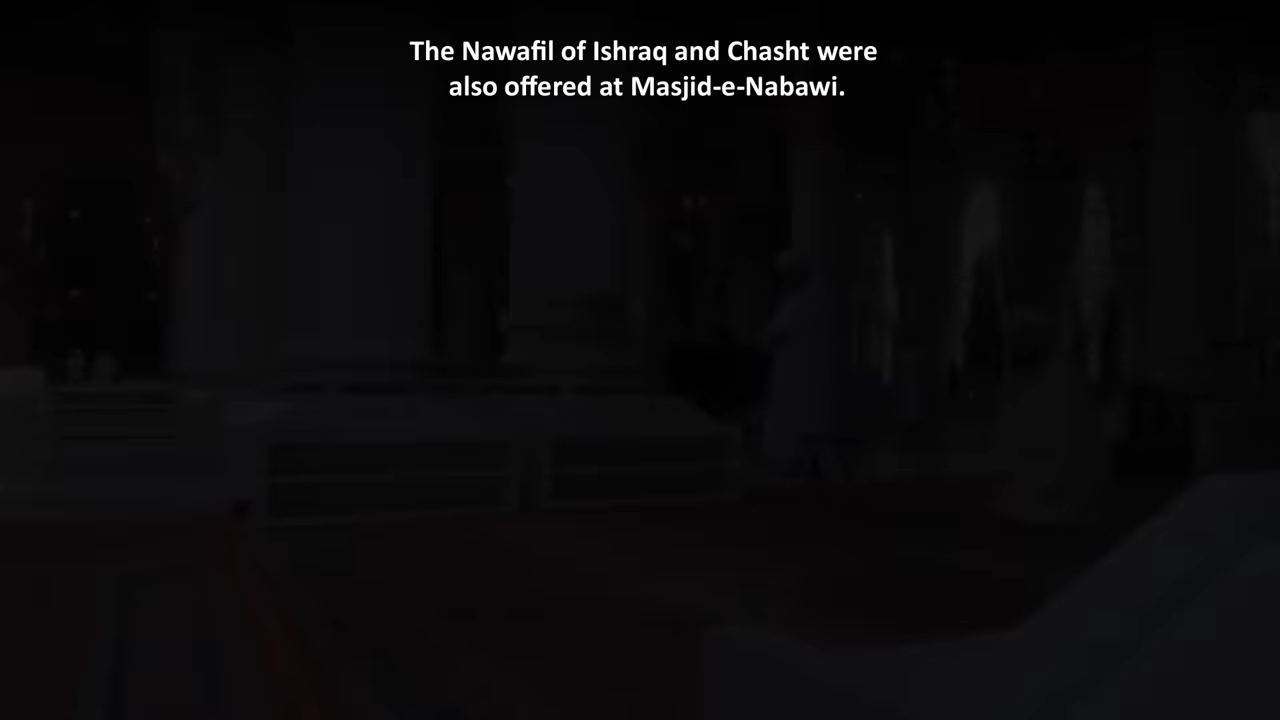 The Nawafil of Ishraq and Chasht were
also offered at Masjid-e-Nabawi.